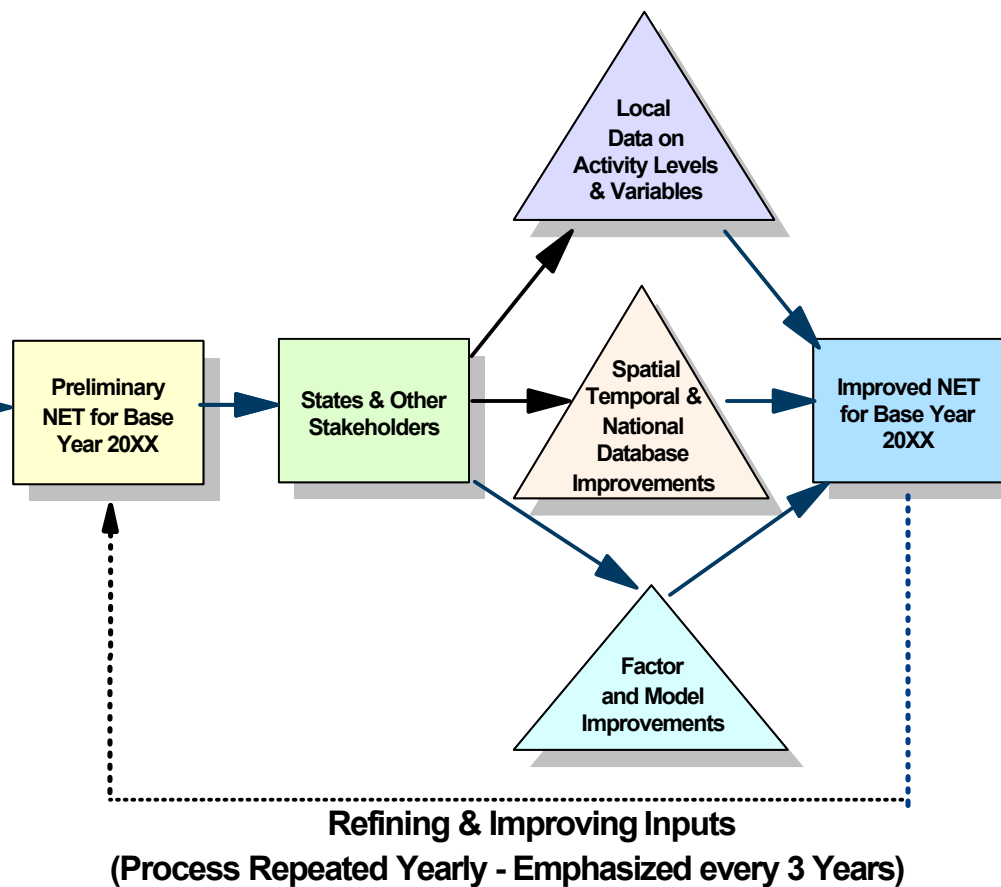 Local
Data on
Activity Levels
& Variables
Preliminary
NET for Base
Year 20XX
States & Other
Stakeholders
Spatial
Temporal &
National
Database
Improvements
Improved NET
for Base Year
20XX
Factor
and Model
Improvements
Refining & Improving Inputs
(Process Repeated Yearly - Emphasized every 3 Years)